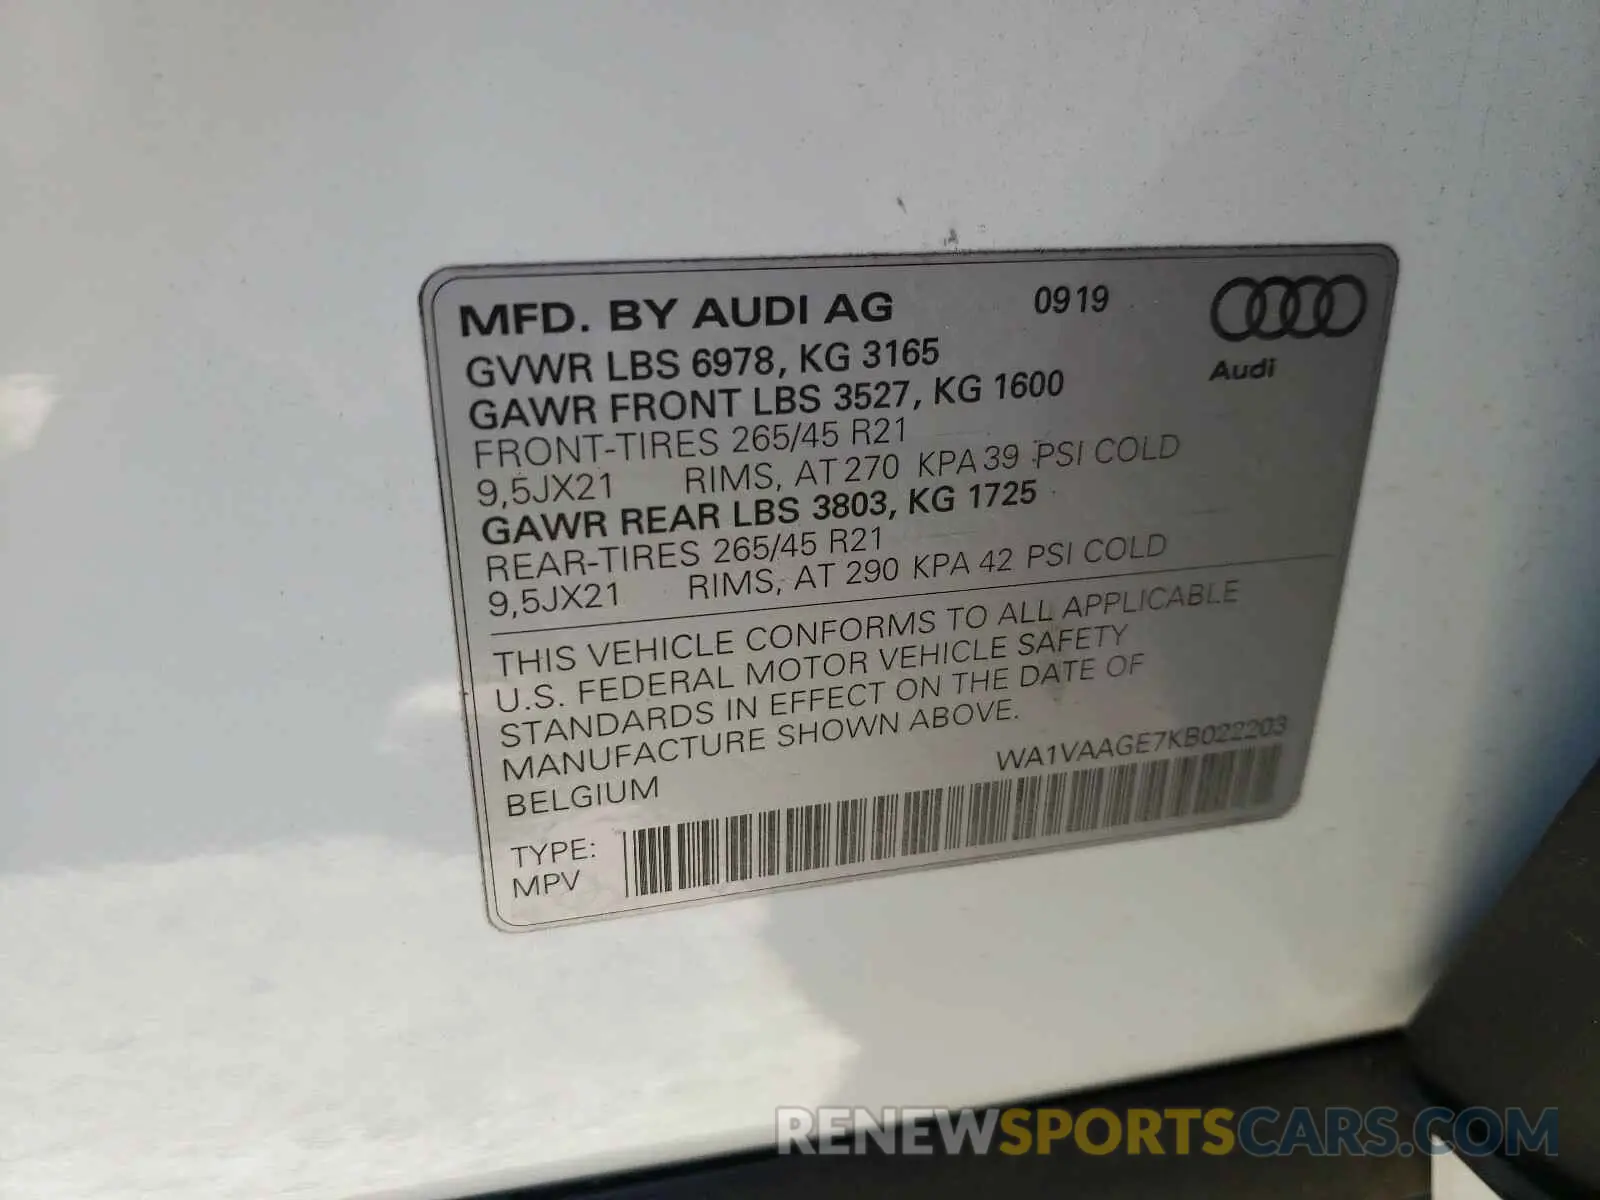 MFD. BY AUDI AG 0919
GVWR LBS 6978, KG 3165
Audi
GAWR FRONT LBS 3527, KG 1600
FRONT-TIRES 265/45 R21
9,5JX21 RIMS, AT 270 KPA 39 PSI COLD
GAWR REAR LBS 3803, KG 1725
REAR-TIRES 265/45 R21
9,5JX21 RIMS, AT 290 KPA 42 PSI COLD
THIS VEHICLE CONFORMS TO ALL APPLICABLE
U.S. FEDERAL MOTOR VEHICLE SAFETY
STANDARDS IN EFFECT ON THE DATE OF
MANUFACTURE SHOWN ABOVE.
WA1VAAGE7KB022203
BELGIUM
TYPE:
MPV
RENEWSPORTSCARS.COM